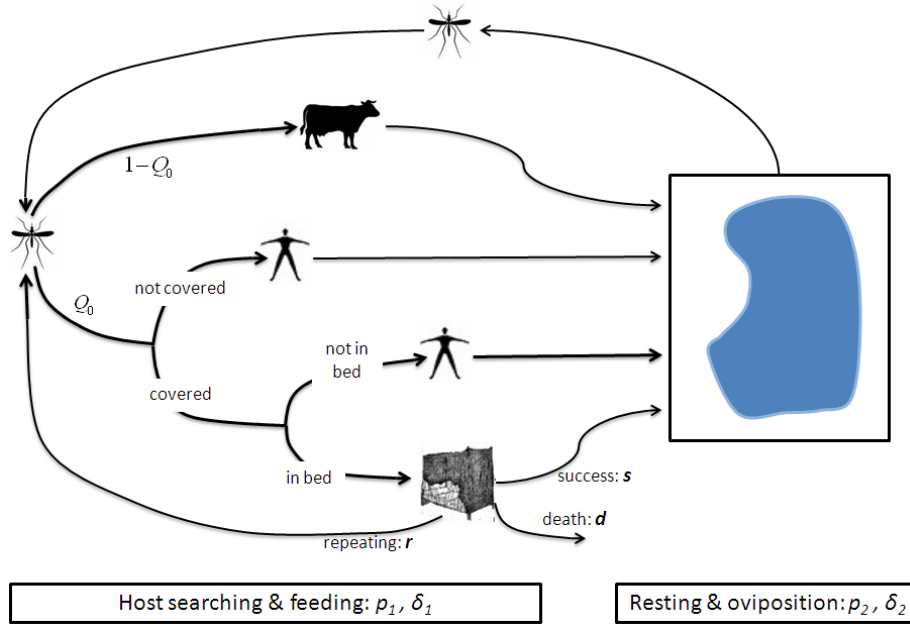 1−Q₀
not covered
Q₀
not in
bed
covered
in bed
success: s
death: d
repeating: r
Host searching & feeding: p₁, δ₁
Resting & oviposition: p₂, δ₂